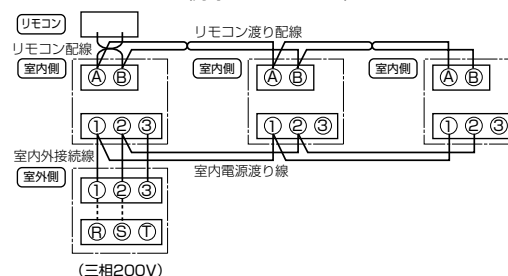 リモコン
リモコン渡り配線
リモコン配線
室内側 Ⓐ Ⓑ 室内側 Ⓐ Ⓑ 室内側 Ⓐ Ⓑ
① ② ③ ① ② ③ ① ② ③
室内外接続線
室内電源渡り線
室外側
① ② ③
Ⓡ Ⓢ Ⓣ
(三相200V)